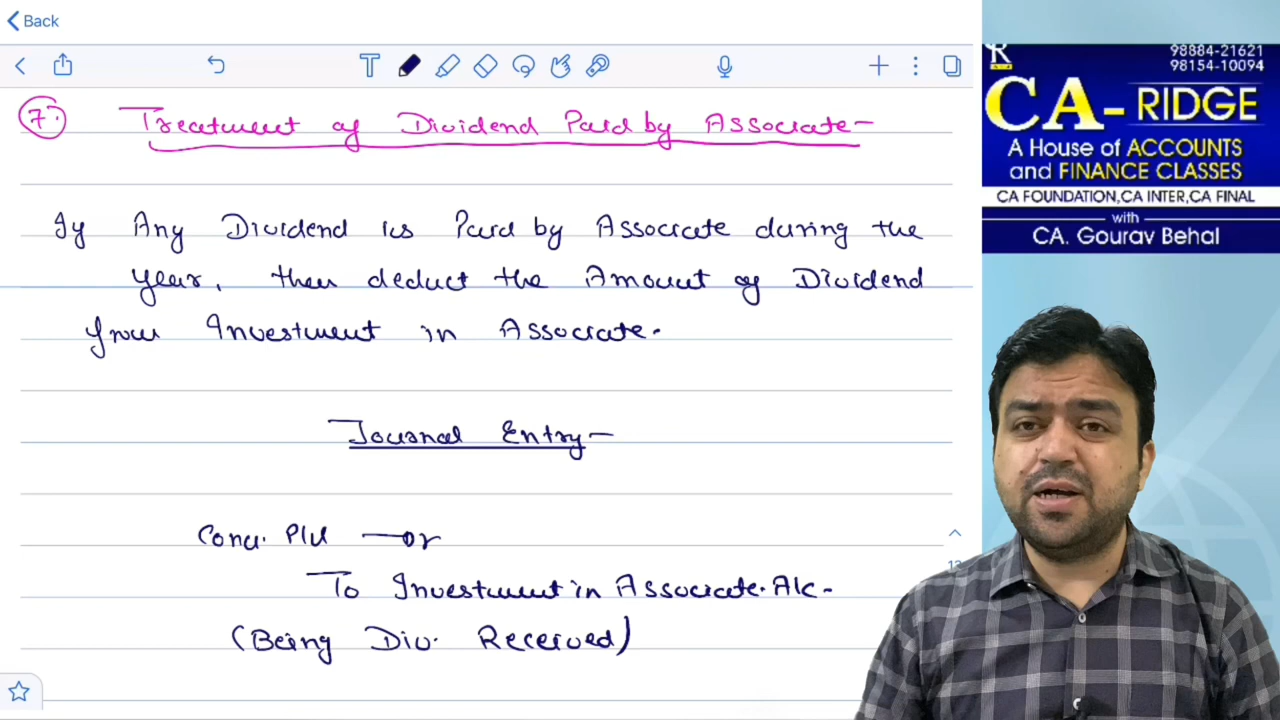 Back
7. Treatment of Dividend Paid by Associate-
If Any Dividend is Paid by Associate during the
year, then deduct the Amount of Dividend
from Investment in Associate.
Journal Entry-
Cons. P/L — Dr
To Investment in Associate. A/c -
(Being Div. Received)
98884-21621
98154-10094
CA- RIDGE
A House of ACCOUNTS
and FINANCE CLASSES
CA FOUNDATION,CA INTER,CA FINAL
with
CA. Gourav Behal